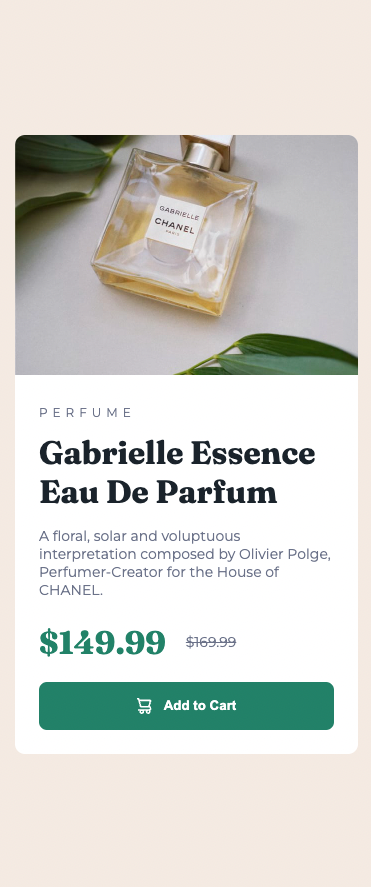 GABRIELLE
CHANEL
PARIS
PERFUME
Gabrielle Essence
Eau De Parfum
A floral, solar and voluptuous
interpretation composed by Olivier Polge,
Perfumer-Creator for the House of
CHANEL.
$149.99 $169.99
Add to Cart